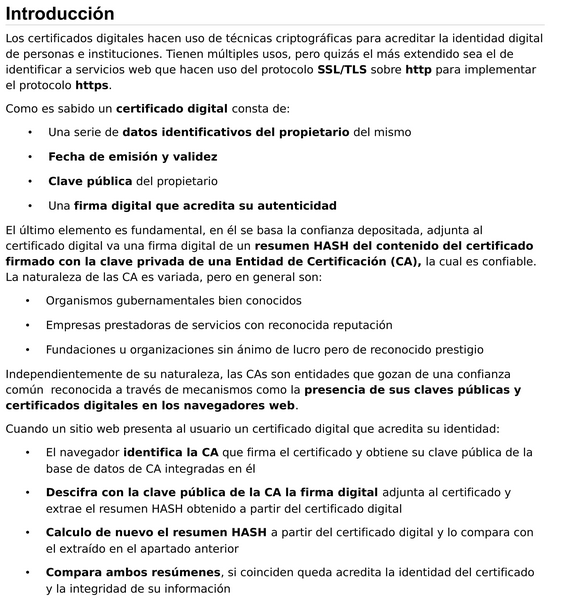 Introducción
Los certificados digitales hacen uso de técnicas criptográficas para acreditar la identidad digital
de personas e instituciones. Tienen múltiples usos, pero quizás el más extendido sea el de
identificar a servicios web que hacen uso del protocolo SSL/TLS sobre http para implementar
el protocolo https.
Como es sabido un certificado digital consta de:
• Una serie de datos identificativos del propietario del mismo
• Fecha de emisión y validez
• Clave pública del propietario
• Una firma digital que acredita su autenticidad
El último elemento es fundamental, en él se basa la confianza depositada, adjunta al
certificado digital va una firma digital de un resumen HASH del contenido del certificado
firmado con la clave privada de una Entidad de Certificación (CA), la cual es confiable.
La naturaleza de las CA es variada, pero en general son:
• Organismos gubernamentales bien conocidos
• Empresas prestadoras de servicios con reconocida reputación
• Fundaciones u organizaciones sin ánimo de lucro pero de reconocido prestigio
Independientemente de su naturaleza, las CAs son entidades que gozan de una confianza
común  reconocida a través de mecanismos como la presencia de sus claves públicas y
certificados digitales en los navegadores web.
Cuando un sitio web presenta al usuario un certificado digital que acredita su identidad:
• El navegador identifica la CA que firma el certificado y obtiene su clave pública de la
base de datos de CA integradas en él
• Descifra con la clave pública de la CA la firma digital adjunta al certificado y
extrae el resumen HASH obtenido a partir del certificado digital
• Calculo de nuevo el resumen HASH a partir del certificado digital y lo compara con
el extraído en el apartado anterior
• Compara ambos resúmenes, si coinciden queda acredita la identidad del certificado
y la integridad de su información